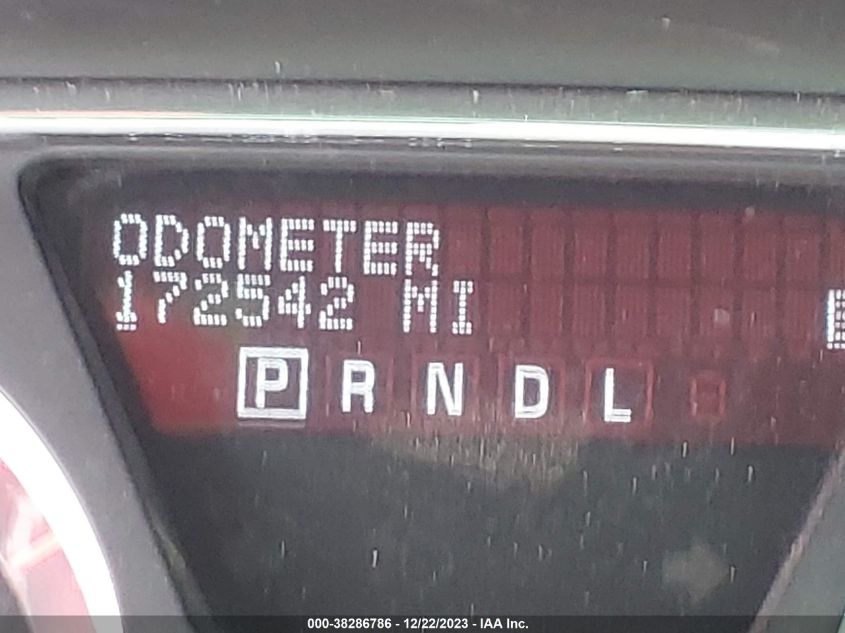 ODOMETER
172542 MI
P R N D L
000-38286786 - 12/22/2023 - IAA Inc.